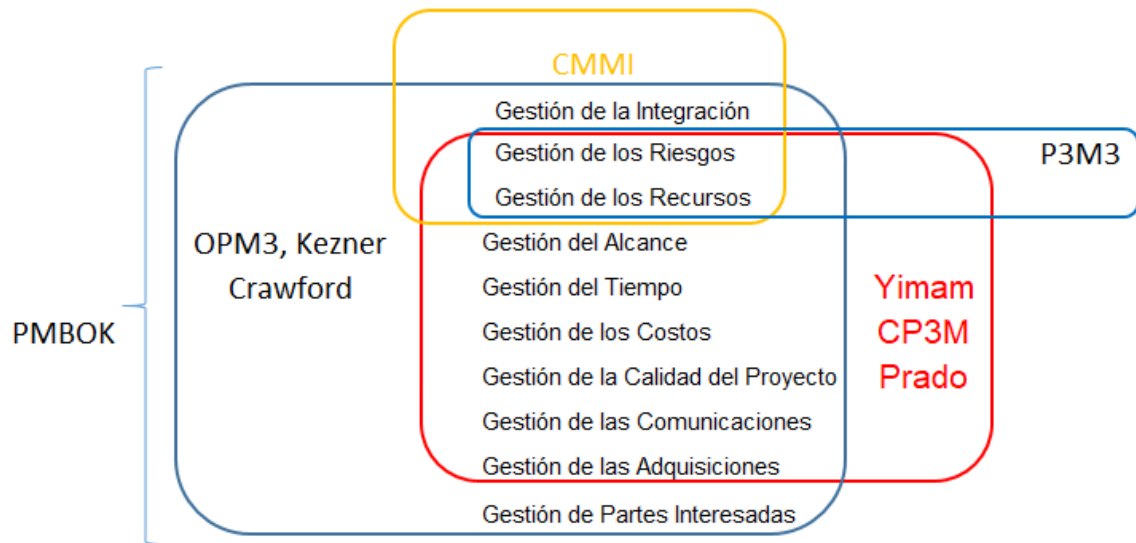 CMMI
Gestión de la Integración
Gestión de los Riesgos
P3M3
Gestión de los Recursos
OPM3, Kezner
Crawford
Gestión del Alcance
Gestión del Tiempo
Yimam
PMBOK
Gestión de los Costos
CP3M
Gestión de la Calidad del Proyecto
Prado
Gestión de las Comunicaciones
Gestión de las Adquisiciones
Gestión de Partes Interesadas